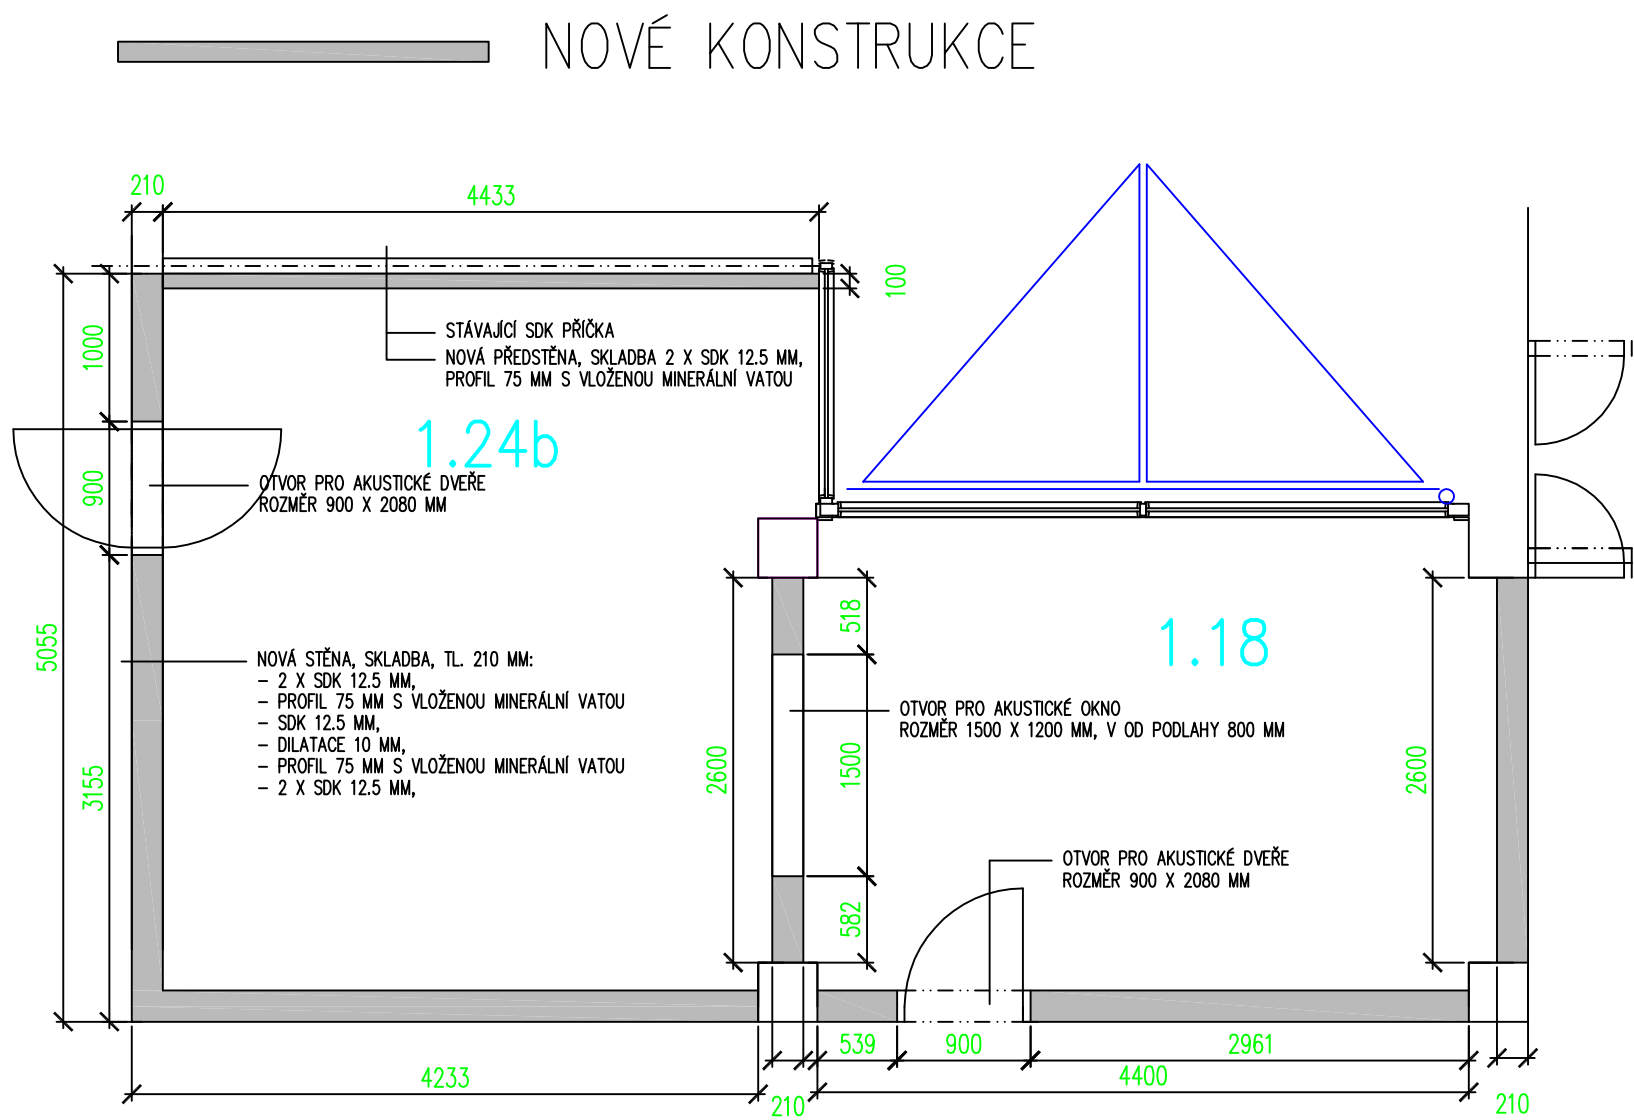 NOVÉ KONSTRUKCE
210
4433
100
STÁVAJÍCÍ SDK PŘÍČKA
NOVÁ PŘEDSTĚNA, SKLADBA 2 X SDK 12.5 MM,
PROFIL 75 MM S VLOŽENOU MINERÁLNÍ VATOU
1000
1.24b
OTVOR PRO AKUSTICKÉ DVEŘE
ROZMĚR 900 X 2080 MM
900
5055
518
1.18
NOVÁ STĚNA, SKLADBA, TL. 210 MM:
- 2 X SDK 12.5 MM,
- PROFIL 75 MM S VLOŽENOU MINERÁLNÍ VATOU
- SDK 12.5 MM,
- DILATACE 10 MM,
- PROFIL 75 MM S VLOŽENOU MINERÁLNÍ VATOU
- 2 X SDK 12.5 MM,
OTVOR PRO AKUSTICKÉ OKNO
ROZMĚR 1500 X 1200 MM, V OD PODLAHY 800 MM
3155
2600
1500
2600
OTVOR PRO AKUSTICKÉ DVEŘE
ROZMĚR 900 X 2080 MM
582
539
900
2961
4233
4400
210
210